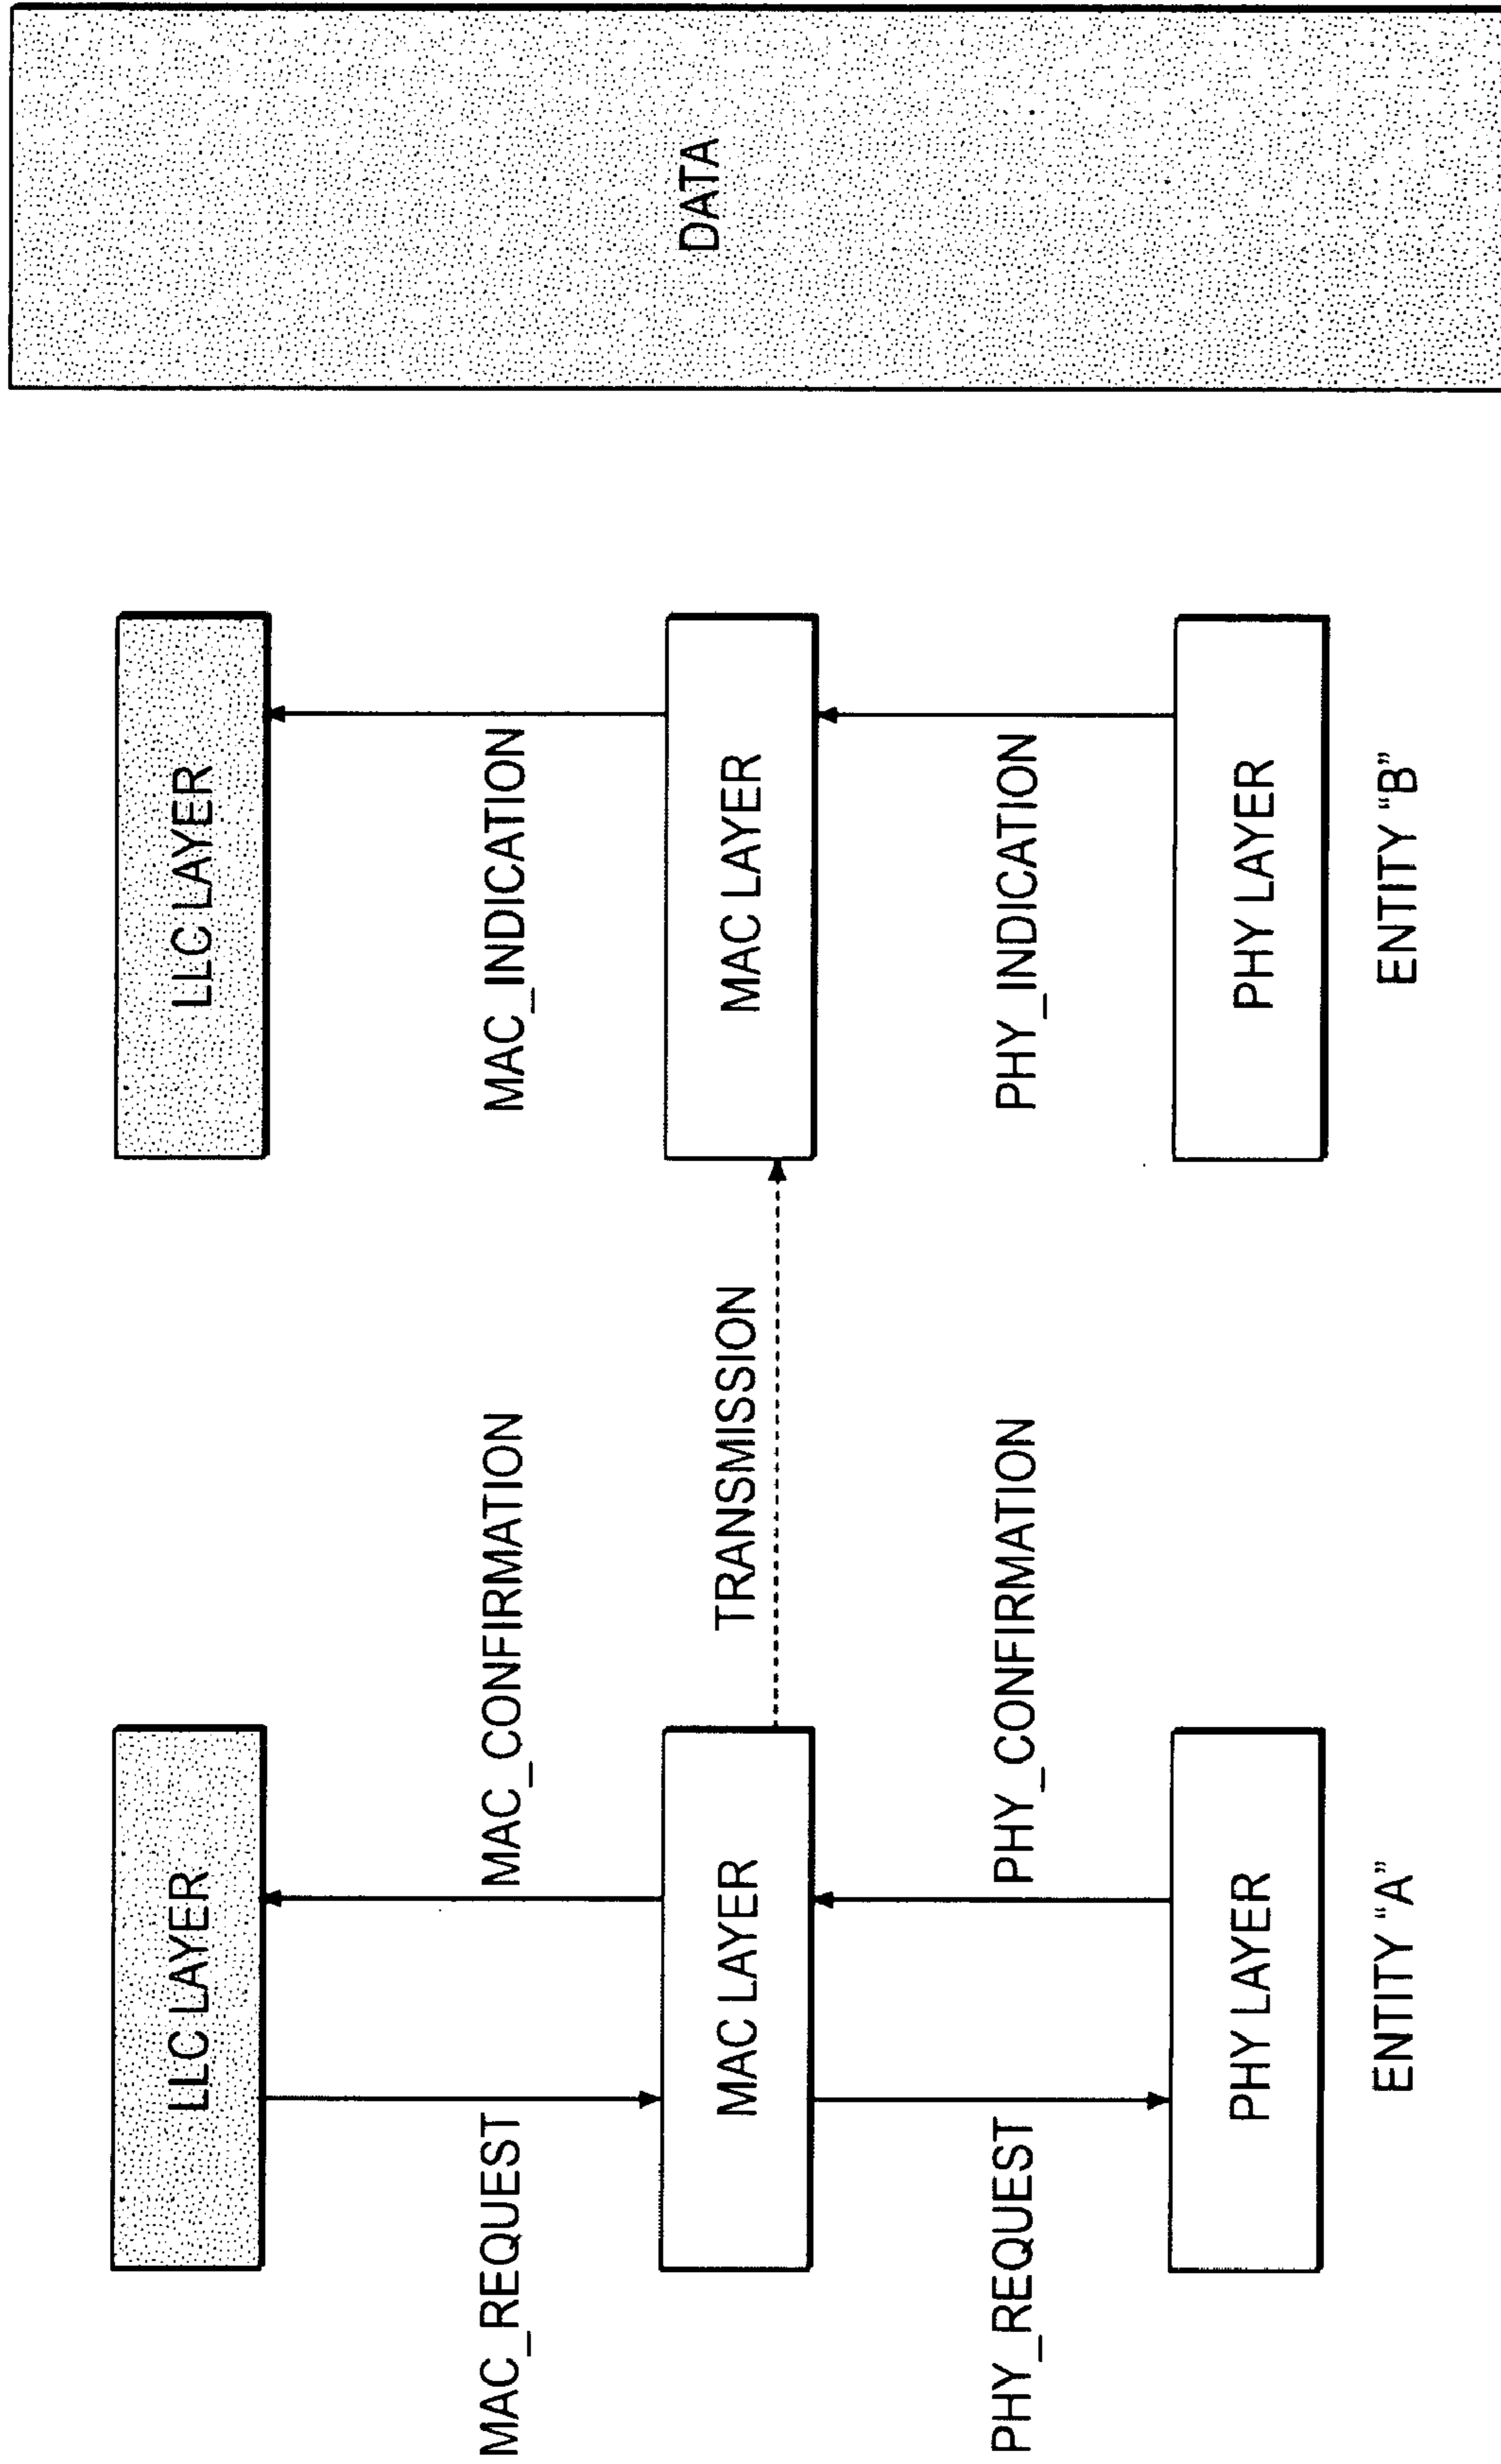 LLC LAYER
MAC_REQUEST
MAC_CONFIRMATION
MAC LAYER
PHY_REQUEST
PHY_CONFIRMATION
PHY LAYER
ENTITY “A”
TRANSMISSION
LLC LAYER
MAC_INDICATION
MAC LAYER
PHY_INDICATION
PHY LAYER
ENTITY “B”
DATA